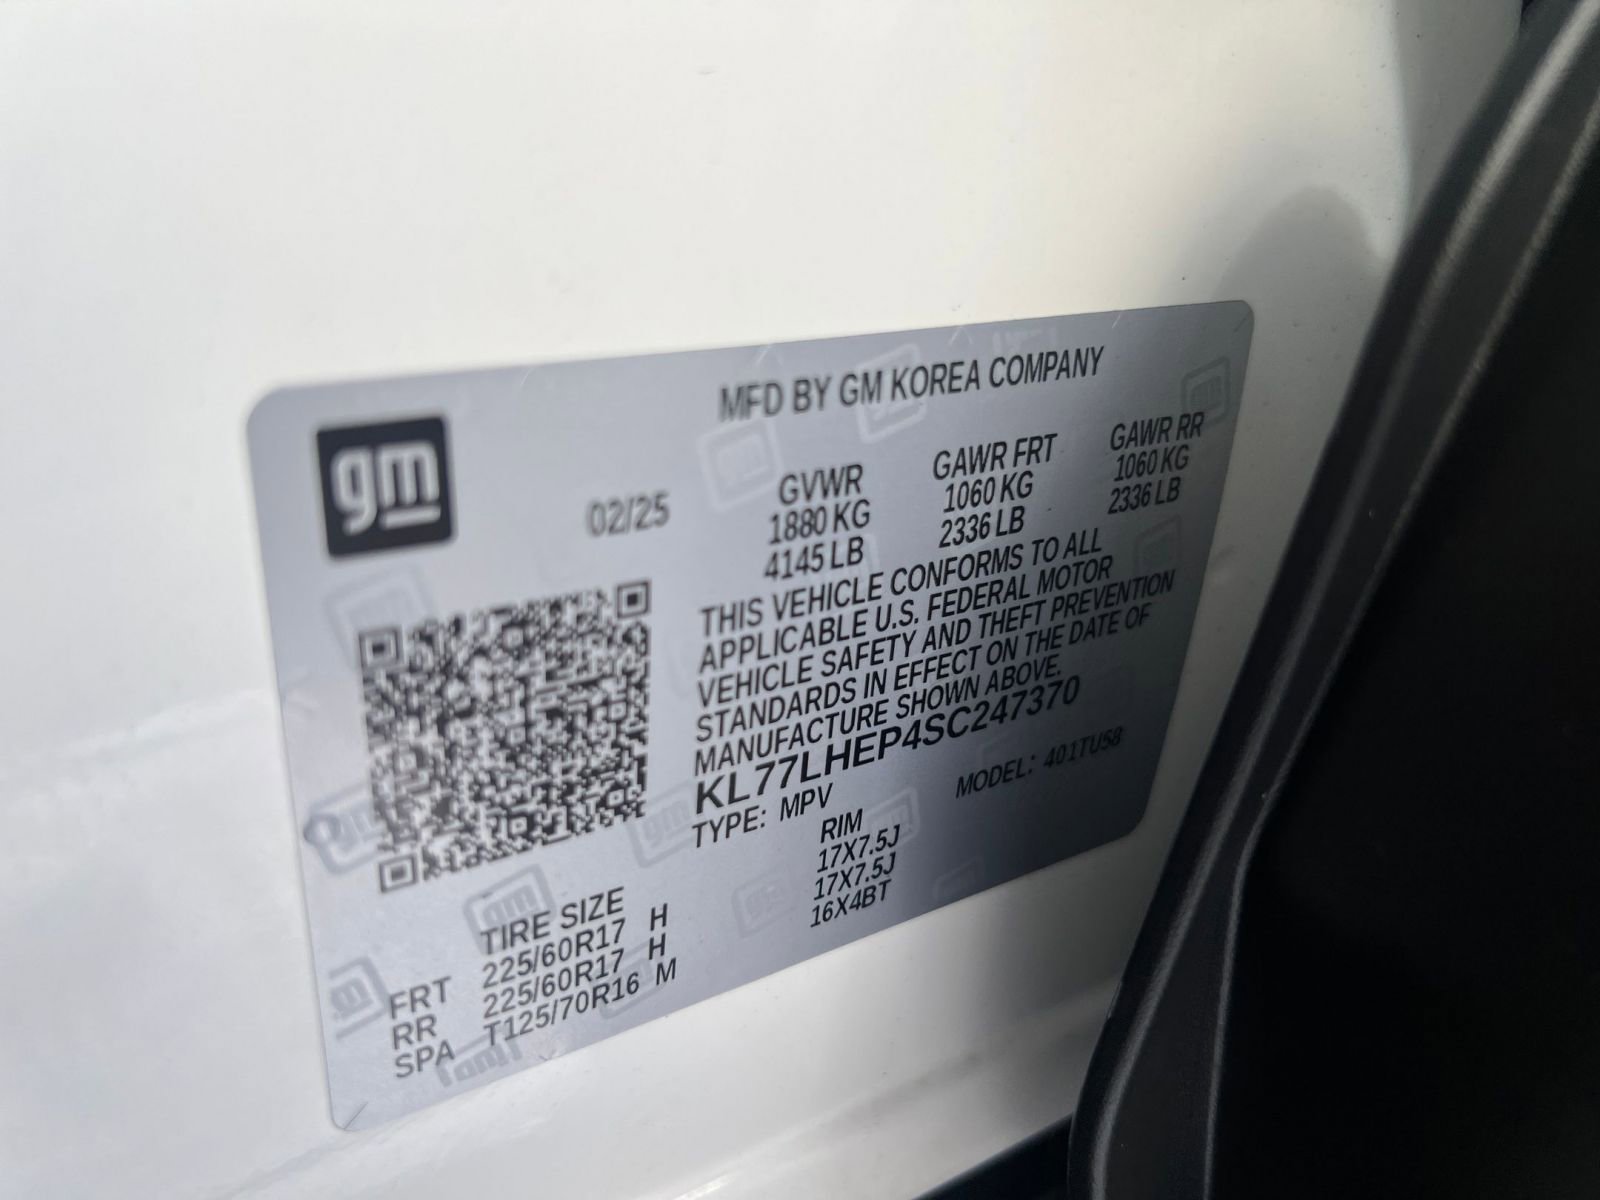 gm
MFD BY GM KOREA COMPANY
02/25
GVWR GAWR FRT GAWR RR
1880 KG 1060 KG 1060 KG
4145 LB 2336 LB 2336 LB
THIS VEHICLE CONFORMS TO ALL
APPLICABLE U.S. FEDERAL MOTOR
VEHICLE SAFETY AND THEFT PREVENTION
STANDARDS IN EFFECT ON THE DATE OF
MANUFACTURE SHOWN ABOVE.
KL77LHEP4SC247370
TYPE: MPV MODEL: 401TU58
TIRE SIZE RIM
FRT 225/60R17 H 17X7.5J
RR 225/60R17 H 17X7.5J
SPA T125/70R16 M 16X4BT